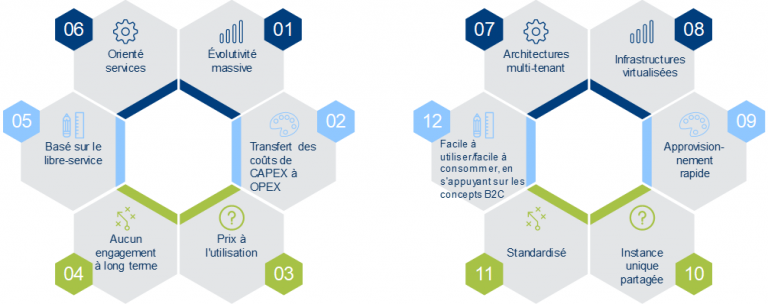 01
Évolutivité
massive
02
Transfert des
coûts de
CAPEX à
OPEX
03
Prix à
l'utilisation
04
Aucun
engagement
à long terme
05
Basé sur le
libre-service
06
Orienté
services
07
Architectures
multi-tenant
08
Infrastructures
virtualisées
09
Approvision-
nement
rapide
10
Instance
unique
partagée
11
Standardisé
12
Facile à
utiliser/facile à
consommer, en
s'appuyant sur les
concepts B2C